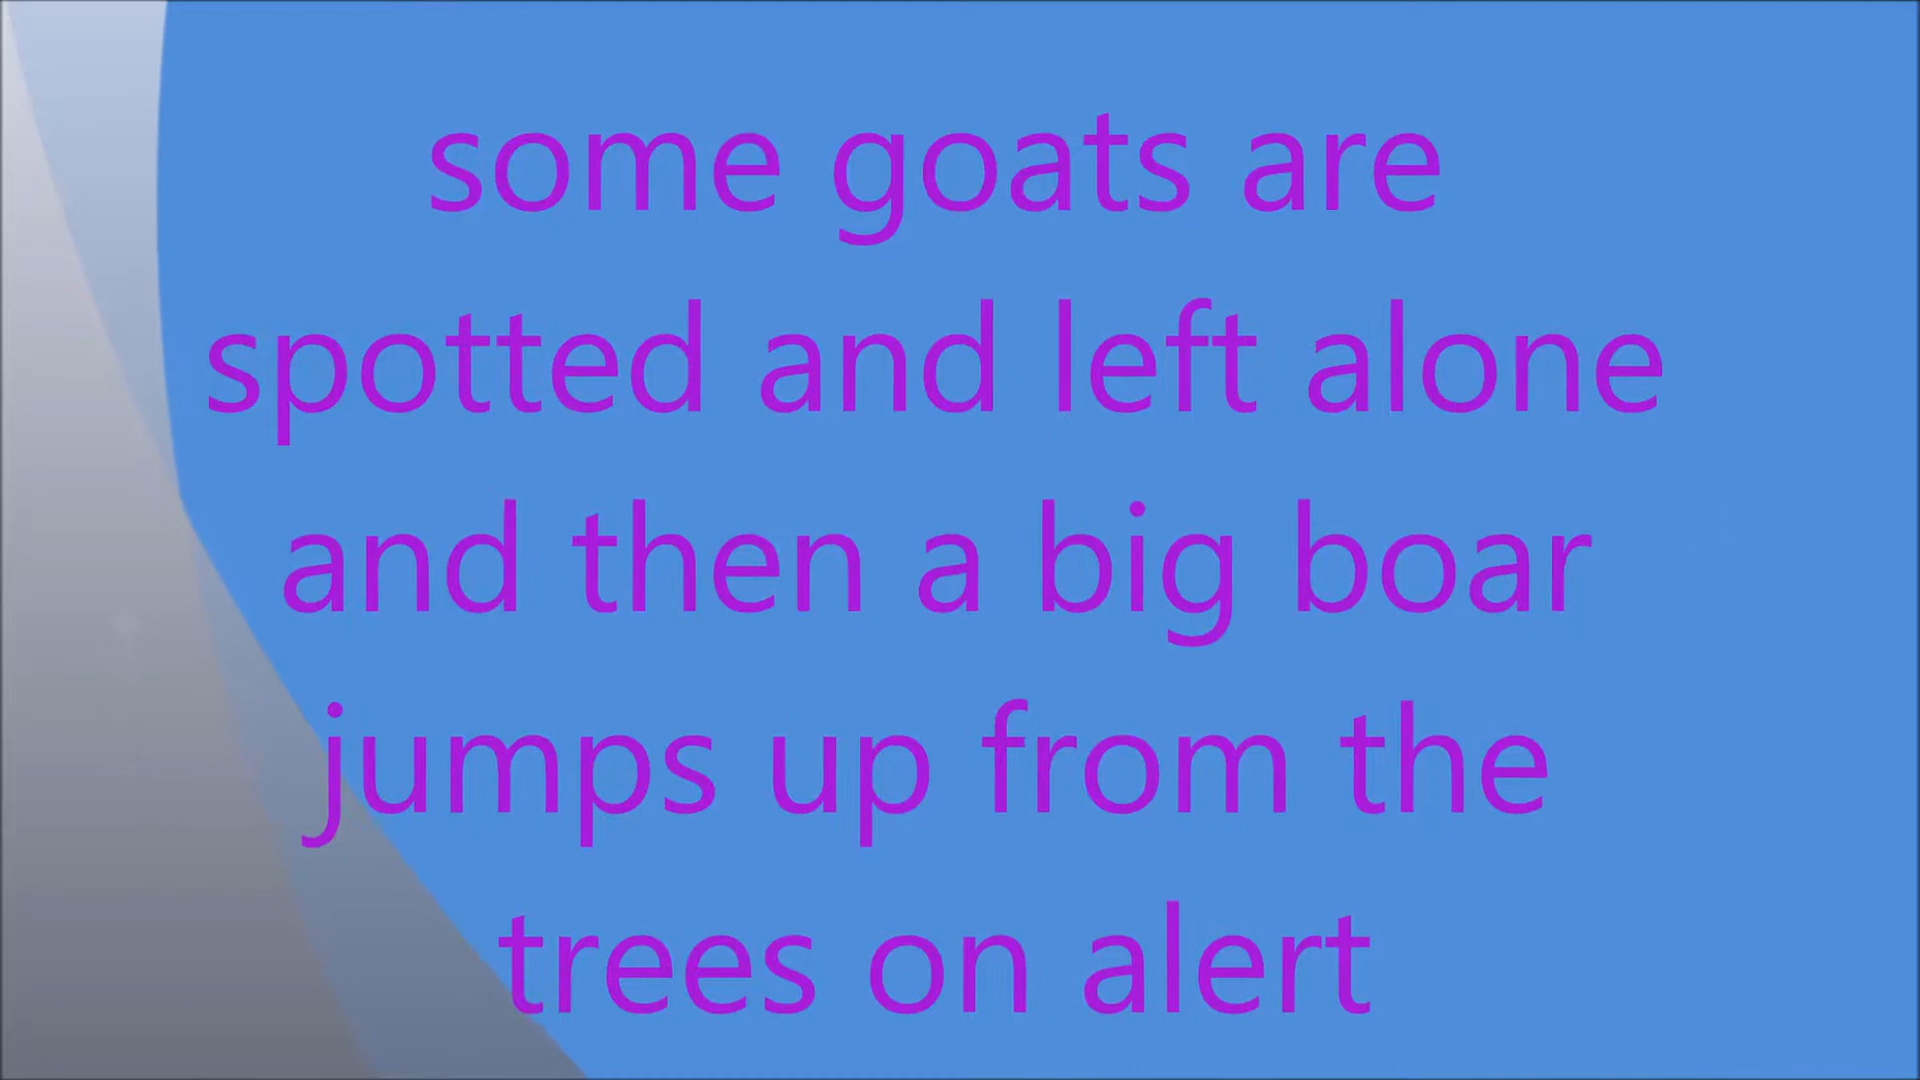 some goats are
spotted and left alone
and then a big boar
jumps up from the
trees on alert